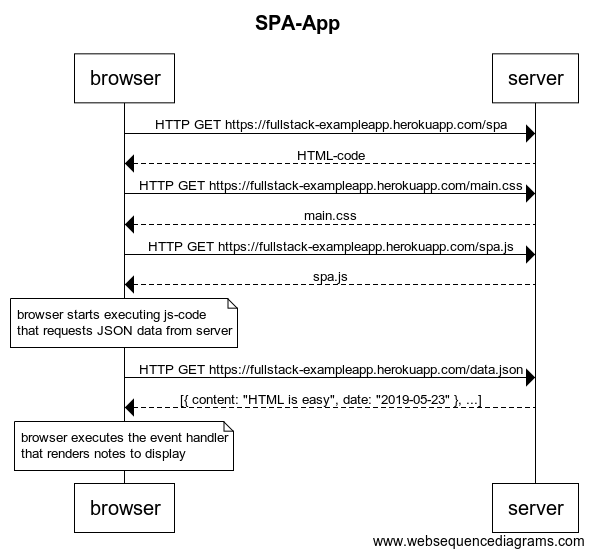 SPA-App
browser
server
HTTP GET https://fullstack-exampleapp.herokuapp.com/spa
HTML-code
HTTP GET https://fullstack-exampleapp.herokuapp.com/main.css
main.css
HTTP GET https://fullstack-exampleapp.herokuapp.com/spa.js
spa.js
browser starts executing js-code
that requests JSON data from server
HTTP GET https://fullstack-exampleapp.herokuapp.com/data.json
[{ content: "HTML is easy", date: "2019-05-23" }, ...]
browser executes the event handler
that renders notes to display
browser
server
www.websequencediagrams.com